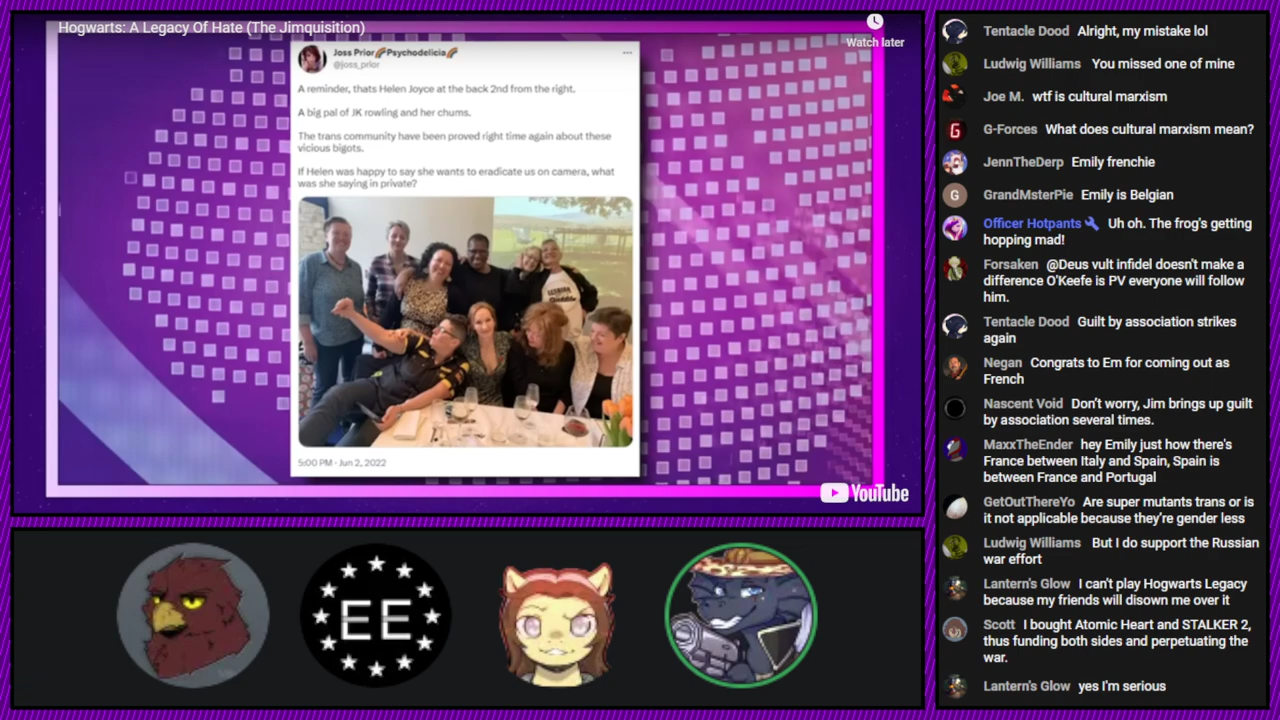 Hogwarts: A Legacy Of Hate (The Jimquisition)
Watch later
Joss Prior🌈Psychodelicia🌈
@joss_prior
A reminder, thats Helen Joyce at the back 2nd from the right.
A big pal of JK rowling and her chums.
The trans community have been proved right time again about these
vicious bigots.
If Helen was happy to say she wants to eradicate us on camera, what
was she saying in private?
LESBIAN
5:00 PM · Jun 2, 2022
YouTube
EE
Tentacle Dood Alright, my mistake lol
Ludwig Williams You missed one of mine
Joe M. wtf is cultural marxism
G
G-Forces What does cultural marxism mean?
JennTheDerp Emily frenchie
G
GrandMsterPie Emily is Belgian
Officer Hotpants Uh oh. The frog's getting
hopping mad!
Forsaken @Deus vult infidel doesn't make a
difference O'Keefe is PV everyone will follow
him.
Tentacle Dood Guilt by association strikes
again
Negan Congrats to Em for coming out as
French
Nascent Void Don't worry, Jim brings up guilt
by association several times.
MaxxTheEnder hey Emily just how there's
France between Italy and Spain, Spain is
between France and Portugal
GetOutThereYo Are super mutants trans or is
it not applicable because they're gender less
Ludwig Williams But I do support the Russian
war effort
Lantern's Glow I can't play Hogwarts Legacy
because my friends will disown me over it
Scott I bought Atomic Heart and STALKER 2,
thus funding both sides and perpetuating the
war.
Lantern's Glow yes I'm serious